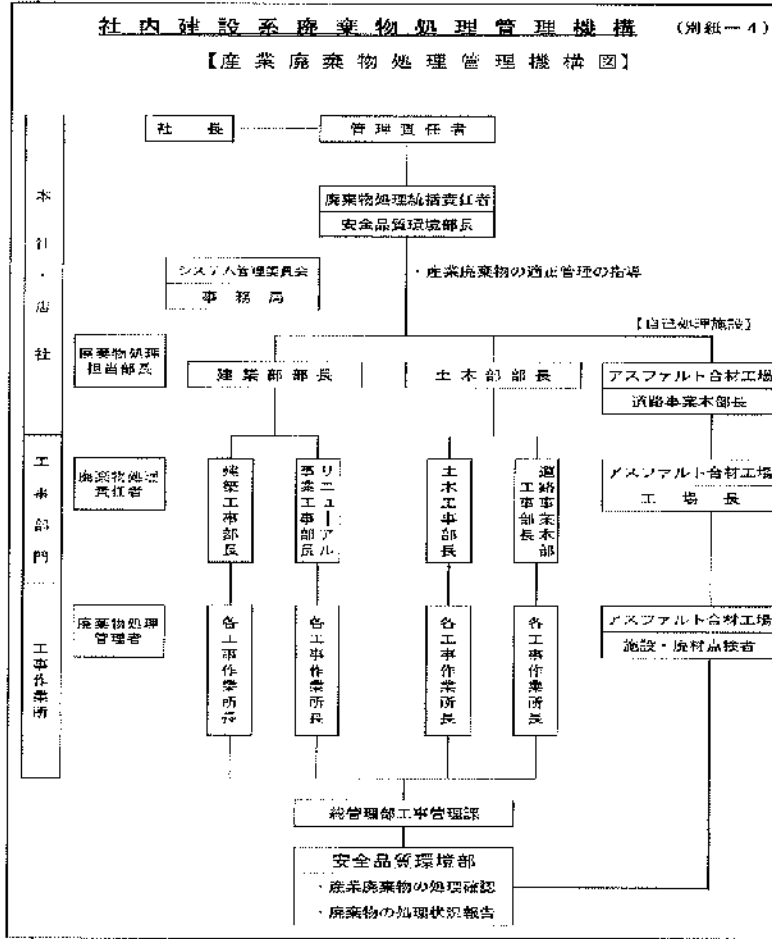 社内建設系廃棄物処理管理機構 (別紙－4)
【産業廃棄物処理管理機構図】
社長
管理責任者
廃棄物処理統括責任者
安全品質環境部長
システム管理委員会
事務局
・産業廃棄物の適正管理の指導
【自己処理施設】
本社・店社
廃棄物処理
担当部長
建築部部長
土木部部長
アスファルト合材工場
道路事業本部長
工事部門
廃棄物処理
責任者
建築工事部長
リニューアル
事業工事部長
土木工事部長
道路事業本部
工事部長
アスファルト合材工場
工場長
工事作業所
廃棄物処理
管理者
各工事作業所長
各工事作業所長
各工事作業所長
各工事作業所長
アスファルト合材工場
施設・廃材点検者
総管理部工事管理課
安全品質環境部
・産業廃棄物の処理確認
・廃棄物の処理状況報告